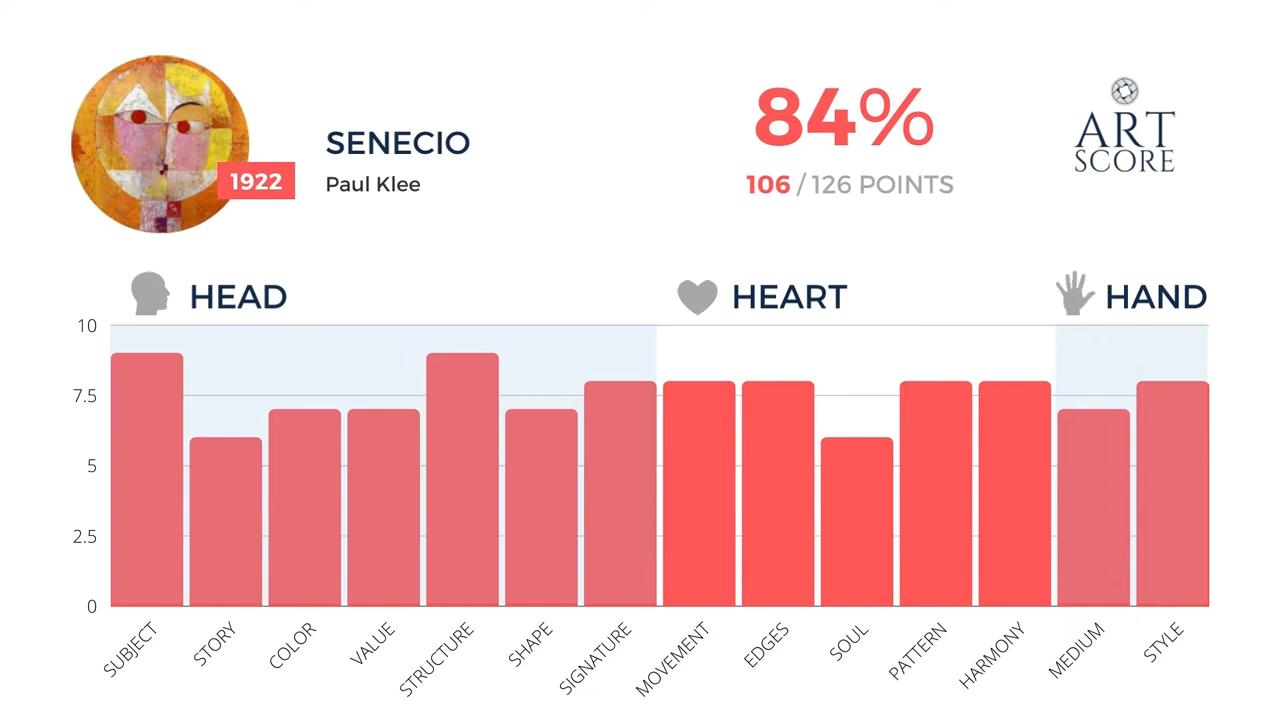 1922
SENECIO
Paul Klee
84%
106 / 126 POINTS
ART
SCORE
HEAD
HEART
HAND
10
7.5
5
2.5
0
SUBJECT
STORY
COLOR
VALUE
STRUCTURE
SHAPE
SIGNATURE
MOVEMENT
EDGES
SOUL
PATTERN
HARMONY
MEDIUM
STYLE